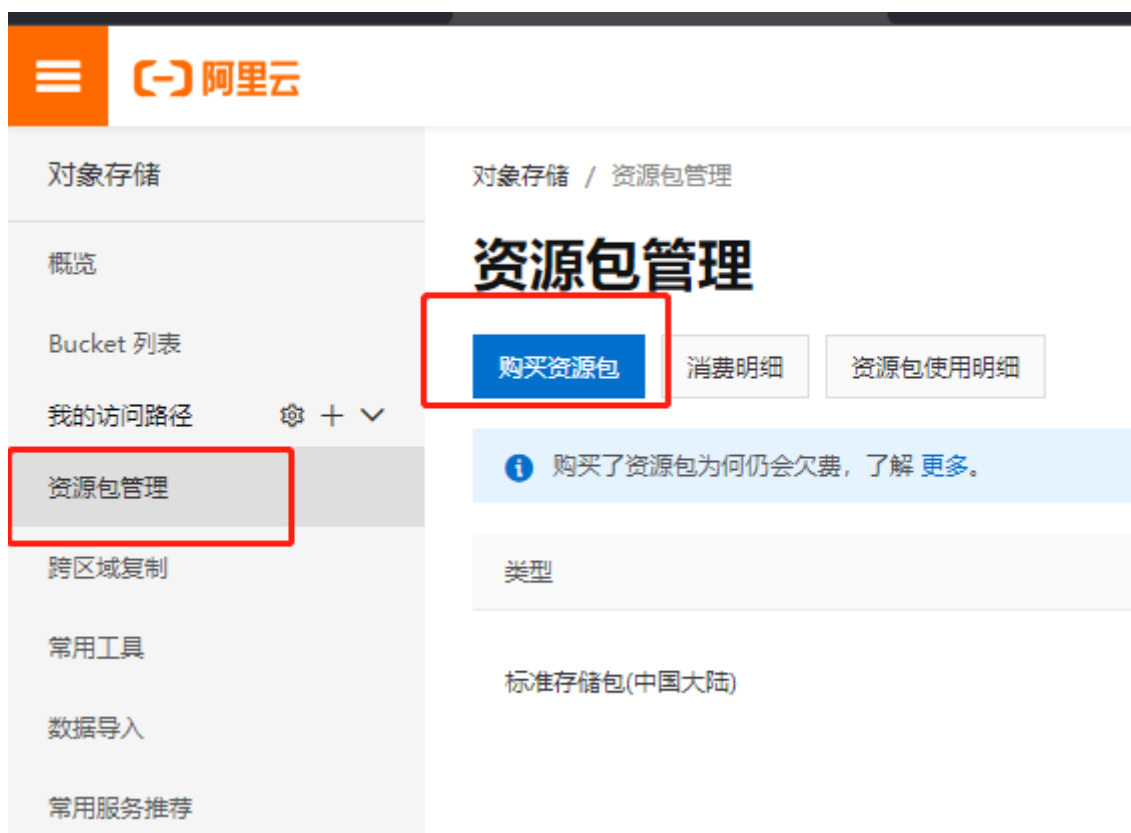 阿里云
对象存储
概览
Bucket 列表
我的访问路径
资源包管理
跨区域复制
常用工具
数据导入
常用服务推荐
对象存储 / 资源包管理
资源包管理
购买资源包 消费明细 资源包使用明细
购买了资源包为何仍会欠费，了解 更多。
类型
标准存储包(中国大陆)